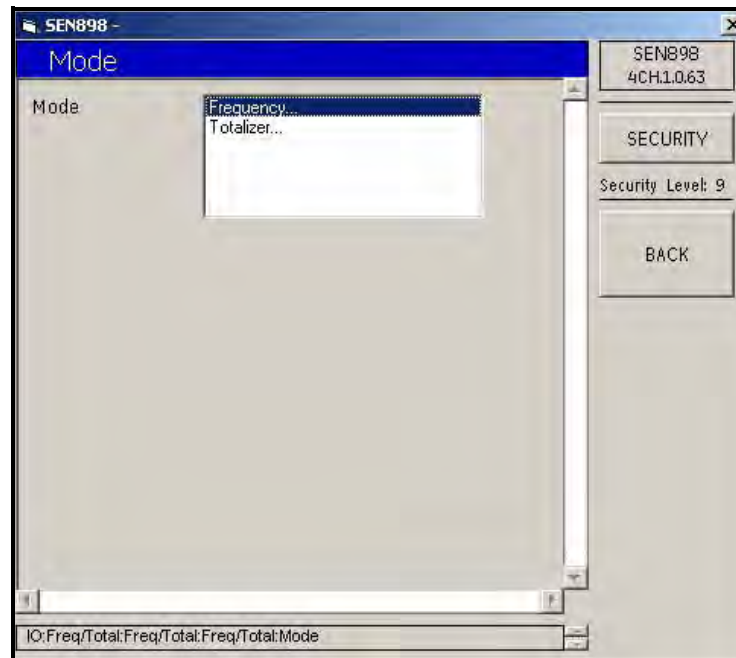 SEN898 -
Mode
SEN898
4CH.1.0.63
Mode
Frequency...
Totalizer...
SECURITY
Security Level: 9
BACK
IO:Freq/Total:Freq/Total:Freq/Total:Mode